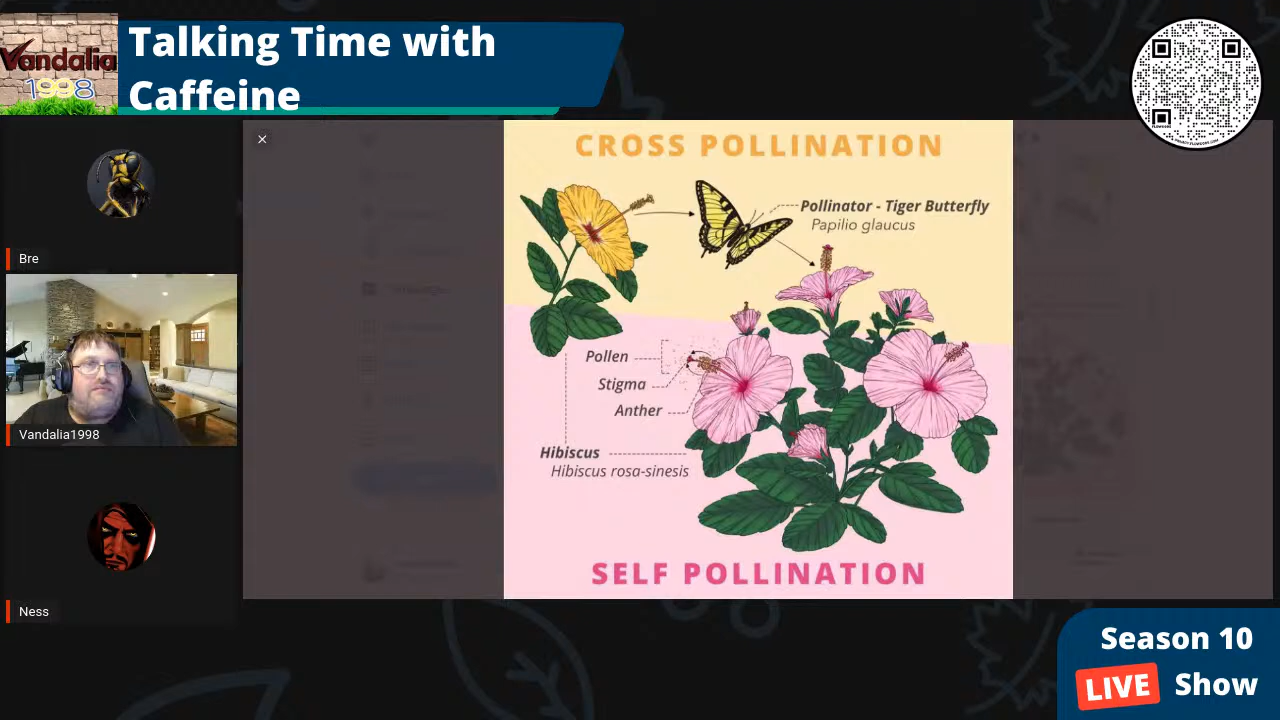 Vandalia
1998
Talking Time with
Caffeine
Bre
Vandalia1998
Ness
×
CROSS POLLINATION
Pollinator - Tiger Butterfly
Papilio glaucus
Pollen
Stigma
Anther
Hibiscus
Hibiscus rosa-sinesis
SELF POLLINATION
Season 10
LIVE Show